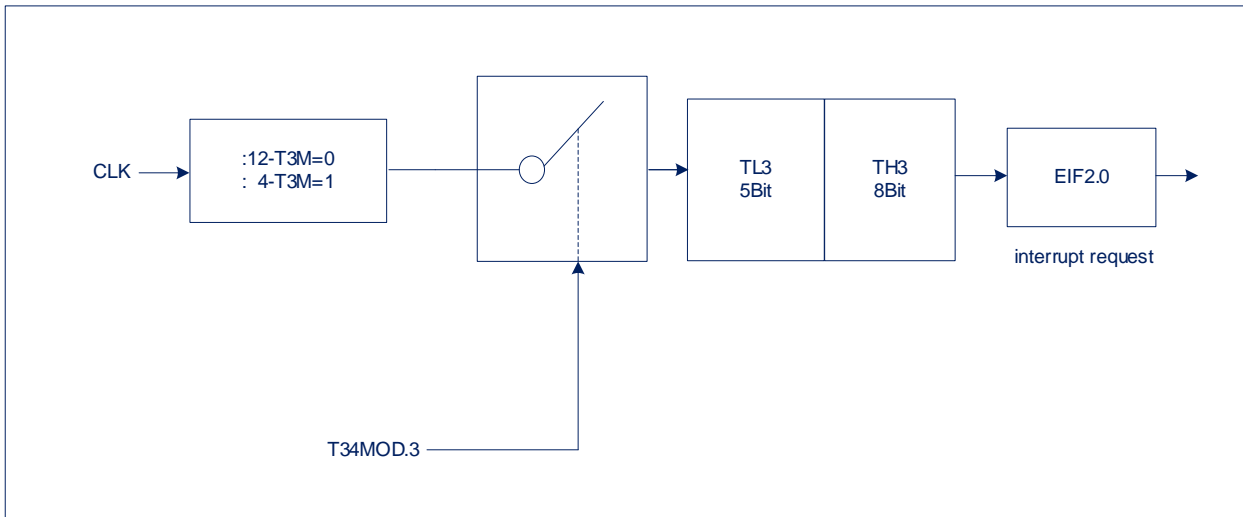 CLK
:12-T3M=0
: 4-T3M=1
TL3
5Bit
TH3
8Bit
EIF2.0
interrupt request
T34MOD.3